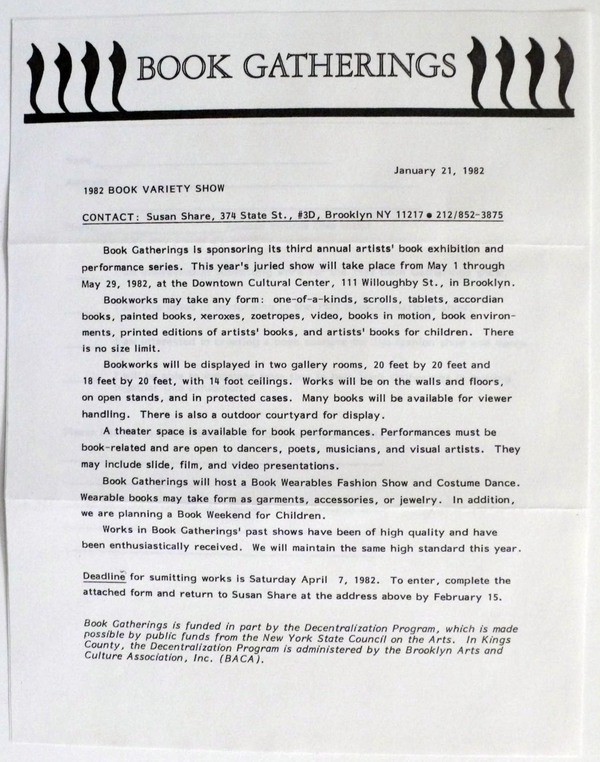 BOOK GATHERINGS
January 21, 1982
1982 BOOK VARIETY SHOW
CONTACT: Susan Share, 374 State St., #3D, Brooklyn NY 11217 ● 212/852-3875
Book Gatherings is sponsoring its third annual artists' book exhibition and
performance series. This year's juried show will take place from May 1 through
May 29, 1982, at the Downtown Cultural Center, 111 Willoughby St., in Brooklyn.
Bookworks may take any form: one-of-a-kinds, scrolls, tablets, accordian
books, painted books, xeroxes, zoetropes, video, books in motion, book environ-
ments, printed editions of artists' books, and artists' books for children. There
is no size limit.
Bookworks will be displayed in two gallery rooms, 20 feet by 20 feet and
18 feet by 20 feet, with 14 foot ceilings. Works will be on the walls and floors,
on open stands, and in protected cases. Many books will be available for viewer
handling. There is also a outdoor courtyard for display.
A theater space is available for book performances. Performances must be
book-related and are open to dancers, poets, musicians, and visual artists. They
may include slide, film, and video presentations.
Book Gatherings will host a Book Wearables Fashion Show and Costume Dance.
Wearable books may take form as garments, accessories, or jewelry. In addition,
we are planning a Book Weekend for Children.
Works in Book Gatherings' past shows have been of high quality and have
been enthusiastically received. We will maintain the same high standard this year.
Deadline for sumitting works is Saturday April 7, 1982. To enter, complete the
attached form and return to Susan Share at the address above by February 15.
Book Gatherings is funded in part by the Decentralization Program, which is made
possible by public funds from the New York State Council on the Arts. In Kings
County, the Decentralization Program is administered by the Brooklyn Arts and
Culture Association, Inc. (BACA).